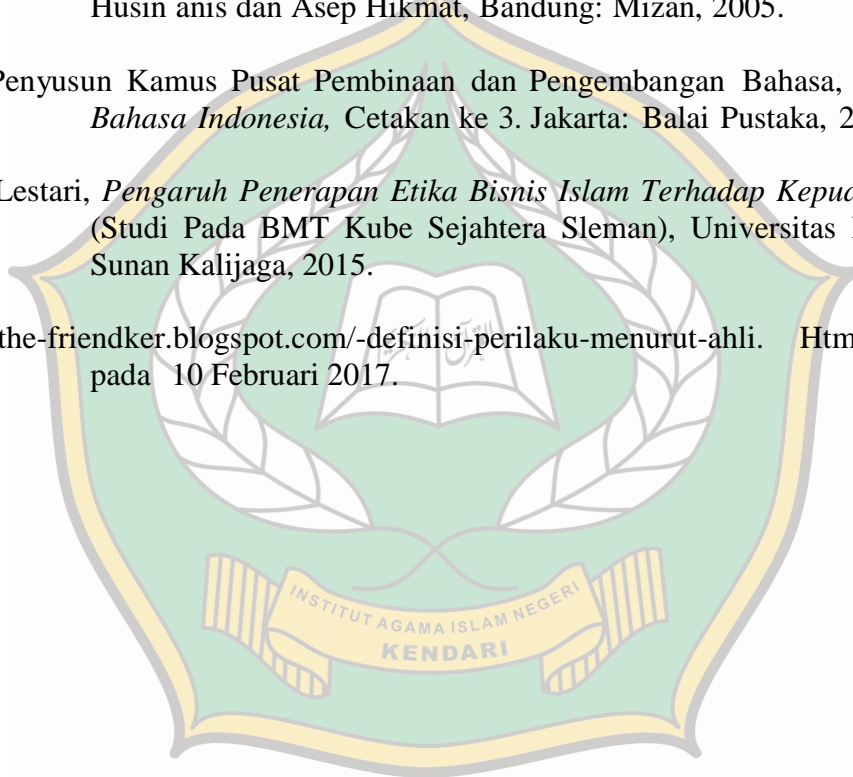 Husin anis dan Asep Hikmat, Bandung: Mizan, 2005.
Penyusun Kamus Pusat Pembinaan dan Pengembangan Bahasa,
Bahasa Indonesia, Cetakan ke 3. Jakarta: Balai Pustaka, 2
Lestari, Pengaruh Penerapan Etika Bisnis Islam Terhadap Kepua
(Studi Pada BMT Kube Sejahtera Sleman), Universitas
Sunan Kalijaga, 2015.
the-friendker.blogspot.com/-definisi-perilaku-menurut-ahli. Htm
pada 10 Februari 2017.
INSTITUT AGAMA ISLAM NEGERI
KENDARI